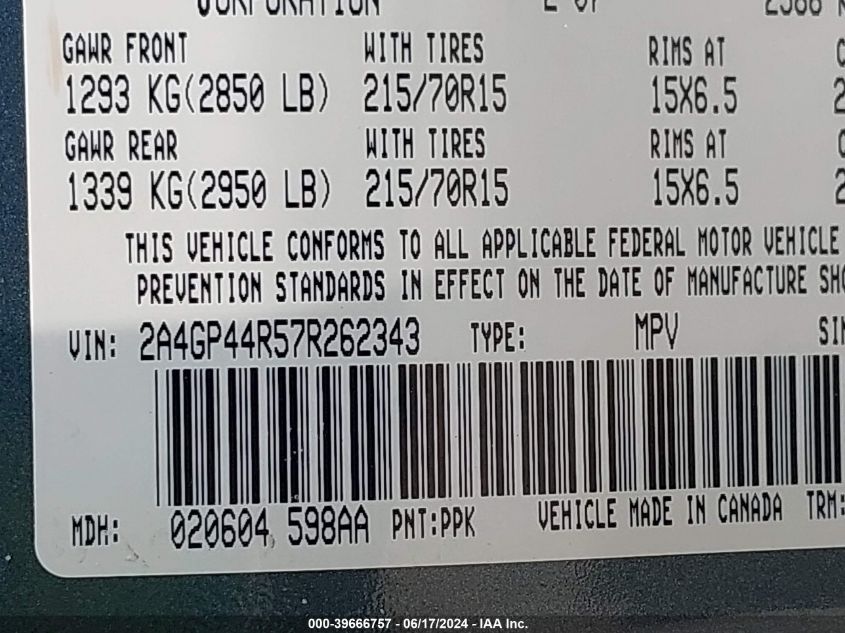 CORPORATION
GAWR FRONT WITH TIRES RIMS AT
1293 KG(2850 LB) 215/70R15 15X6.5
GAWR REAR WITH TIRES RIMS AT
1339 KG(2950 LB) 215/70R15 15X6.5
THIS VEHICLE CONFORMS TO ALL APPLICABLE FEDERAL MOTOR VEHICLE
PREVENTION STANDARDS IN EFFECT ON THE DATE OF MANUFACTURE
VIN: 2A4GP44R57R262343 TYPE: MPV
MDH: 020604 598AA PNT:PPK VEHICLE MADE IN CANADA TRM:
000-39666757 - 06/17/2024 - IAA Inc.